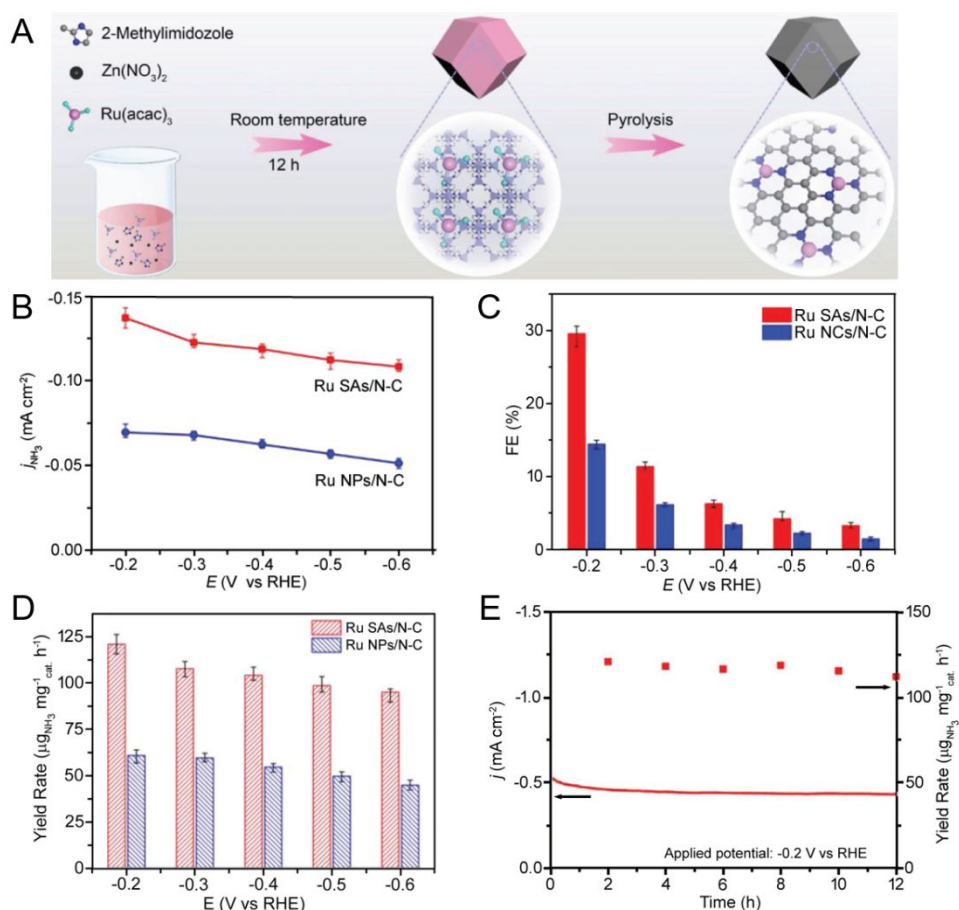 A
2-Methylimidozole
Zn(NO3)2
Ru(acac)3
Room temperature
12 h
Pyrolysis
B
-0.15
-0.10
-0.05
0.00
jNH3 (mA cm-2)
Ru SAs/N-C
Ru NPs/N-C
-0.2 -0.3 -0.4 -0.5 -0.6
E (V vs RHE)
C
30
20
10
0
FE (%)
Ru SAs/N-C
Ru NCs/N-C
-0.2 -0.3 -0.4 -0.5 -0.6
E (V vs RHE)
D
125
100
75
50
25
0
Yield Rate (μgNH3 mg-1cat. h-1)
Ru SAs/N-C
Ru NPs/N-C
-0.2 -0.3 -0.4 -0.5 -0.6
E (V vs RHE)
E
-1.5
-1.0
-0.5
0.0
j (mA cm-2)
150
100
50
0
Yield Rate (μgNH3 mg-1cat. h-1)
Applied potential: -0.2 V vs RHE
0 2 4 6 8 10 12
Time (h)